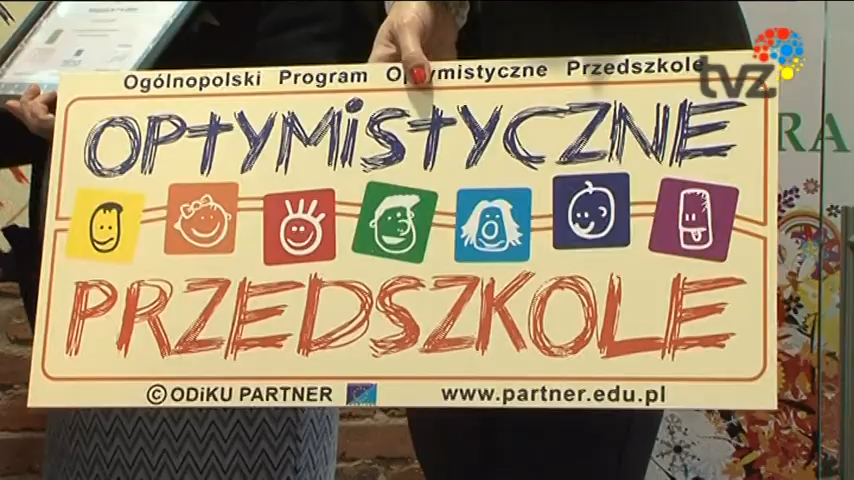 tvz.
Ogólnopolski Program Optymistyczne Przedszkole
OPTYMISTYCZNE
PRZEDSZKOLE
© ODiKU PARTNER www.partner.edu.pl
RA